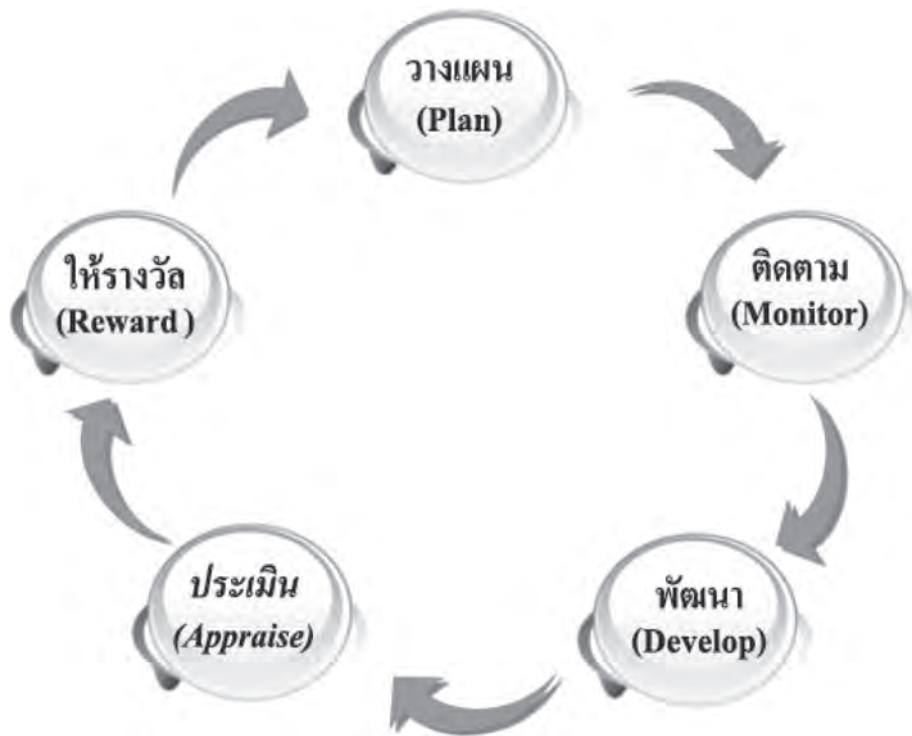 วางแผน
(Plan)
ติดตาม
(Monitor)
พัฒนา
(Develop)
ประเมิน
(Appraise)
ให้รางวัล
(Reward )